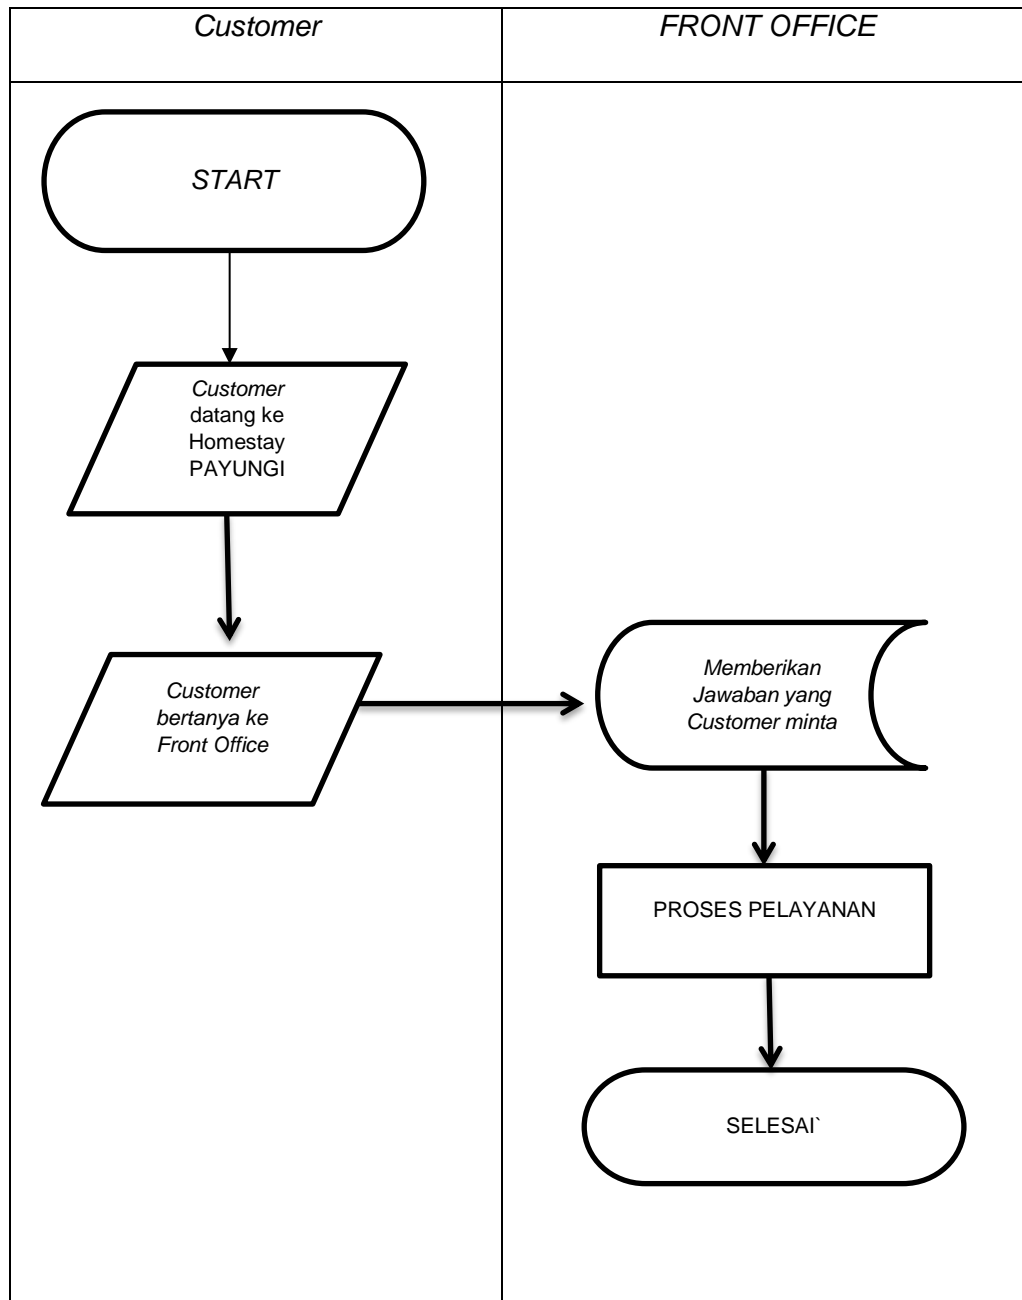 Customer
FRONT OFFICE
START
Customer
datang ke
Homestay
PAYUNGI
Customer
bertanya ke
Front Office
Memberikan
Jawaban yang
Customer minta
PROSES PELAYANAN
SELESAI`